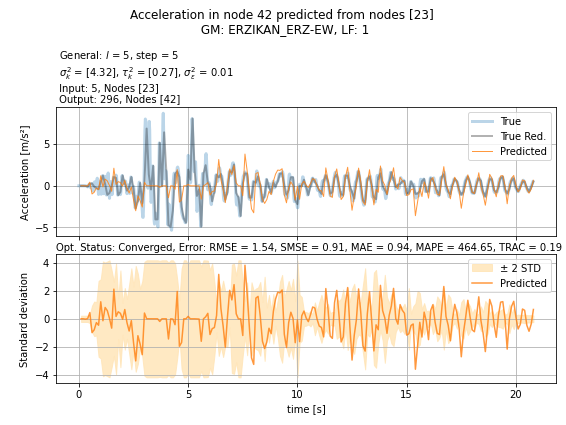 Acceleration in node 42 predicted from nodes [23]
GM: ERZIKAN_ERZ-EW, LF: 1
General: l = 5, step = 5
σ²ₖ = [4.32], τ²ₖ = [0.27], σ²ε = 0.01
Input: 5, Nodes [23]
Output: 296, Nodes [42]
Acceleration [m/s²]
5
0
−5
True
True Red.
Predicted
Opt. Status: Converged, Error: RMSE = 1.54, SMSE = 0.91, MAE = 0.94, MAPE = 464.65, TRAC = 0.19
Standard deviation
4
2
0
−2
−4
± 2 STD
Predicted
0 5 10 15 20
time [s]